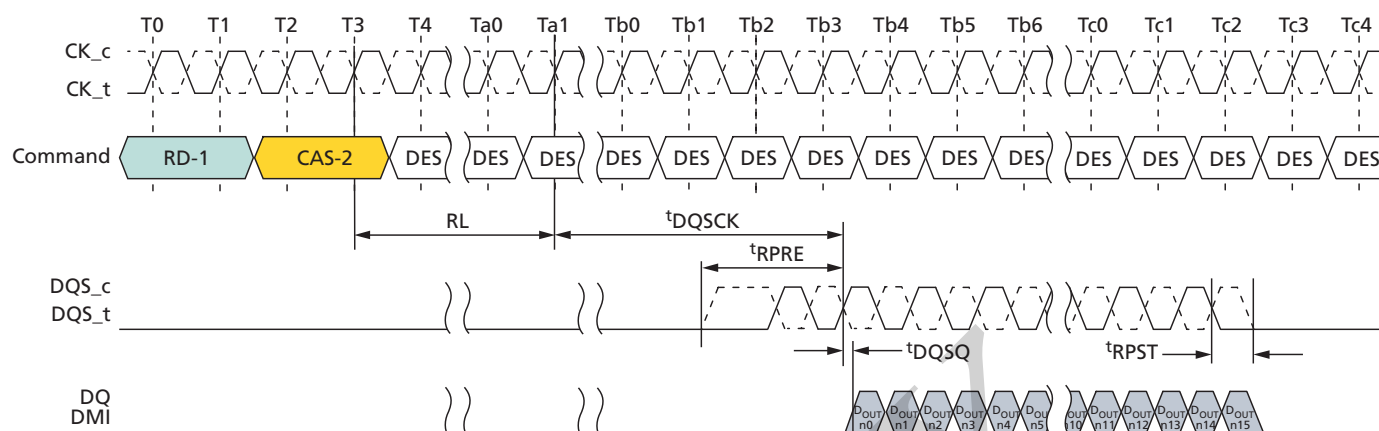 T0 T1 T2 T3 T4 Ta0 Ta1 Tb0 Tb1 Tb2 Tb3 Tb4 Tb5 Tb6 Tc0 Tc1 Tc2 Tc3 Tc4
CK_c
CK_t
Command RD-1 CAS-2 DES DES DES DES DES DES DES DES DES DES DES DES DES DES DES
RL tDQSCK
tRPRE
DQS_c
DQS_t
tDQSQ tRPST
DQ
DMI
DOUT n0 DOUT n1 DOUT n2 DOUT n3 DOUT n4 DOUT n5 DOUT n10 DOUT n11 DOUT n12 DOUT n13 DOUT n14 DOUT n15